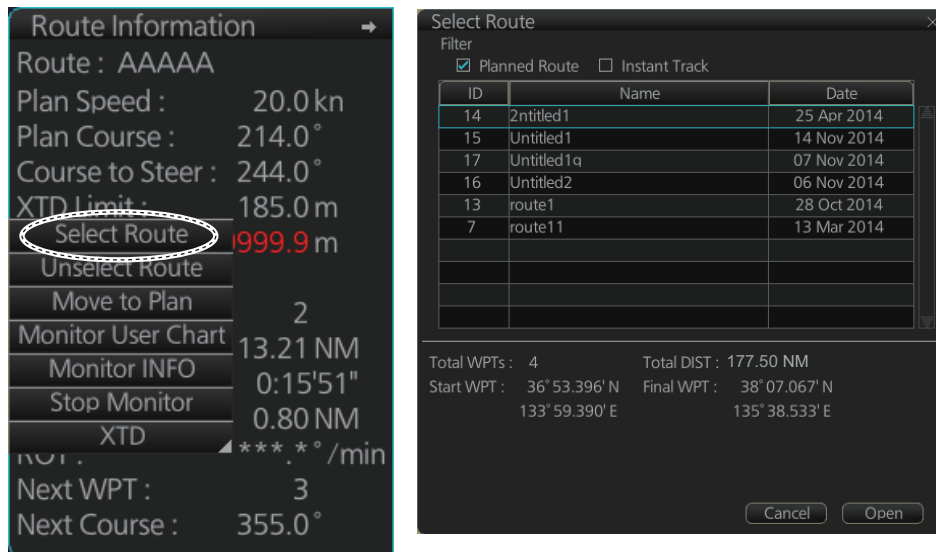 Route Information
Route : AAAAA
Plan Speed : 20.0 kn
Plan Course : 214.0°
Course to Steer : 244.0°
XTD Limit : 185.0 m
Select Route 9999.9 m
Unselect Route
Move to Plan 2
Monitor User Chart 13.21 NM
Monitor INFO 0:15'51"
Stop Monitor 0.80 NM
XTD ***.*°/min
ROT :
Next WPT : 3
Next Course : 355.0°
Select Route
Filter
Planned Route Instant Track
ID Name Date
14 2ntitled1 25 Apr 2014
15 Untitled1 14 Nov 2014
17 Untitled1q 07 Nov 2014
16 Untitled2 06 Nov 2014
13 route1 28 Oct 2014
7 route11 13 Mar 2014
Total WPTs : 4 Total DIST : 177.50 NM
Start WPT : 36°53.396' N Final WPT : 38°07.067' N
133°59.390' E 135°38.533' E
Cancel Open